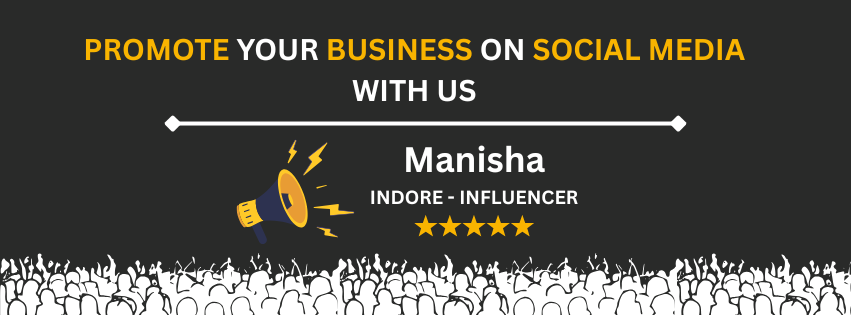 PROMOTE YOUR BUSINESS ON SOCIAL MEDIA
WITH US
Manisha
INDORE - INFLUENCER